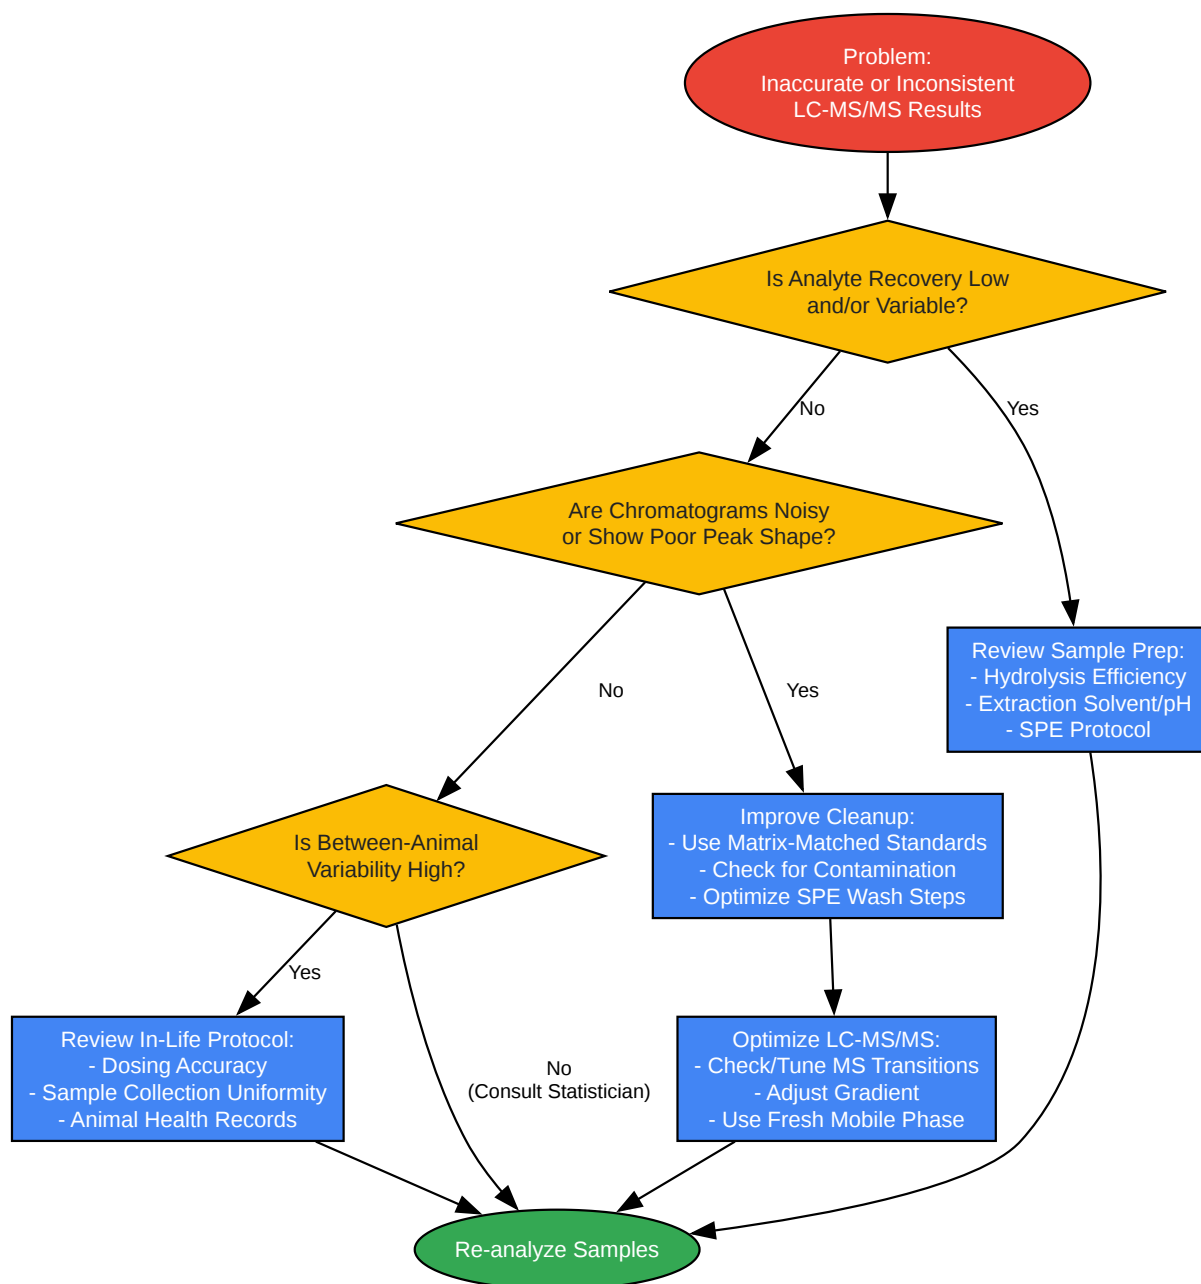 Problem:
Inaccurate or Inconsistent
LC-MS/MS Results
Is Analyte Recovery Low
and/or Variable?
No
Yes
Are Chromatograms Noisy
or Show Poor Peak Shape?
Review Sample Prep:
- Hydrolysis Efficiency
- Extraction Solvent/pH
- SPE Protocol
No
Yes
Is Between-Animal
Variability High?
Improve Cleanup:
- Use Matrix-Matched Standards
- Check for Contamination
- Optimize SPE Wash Steps
Yes
No
(Consult Statistician)
Review In-Life Protocol:
- Dosing Accuracy
- Sample Collection Uniformity
- Animal Health Records
Optimize LC-MS/MS:
- Check/Tune MS Transitions
- Adjust Gradient
- Use Fresh Mobile Phase
Re-analyze Samples